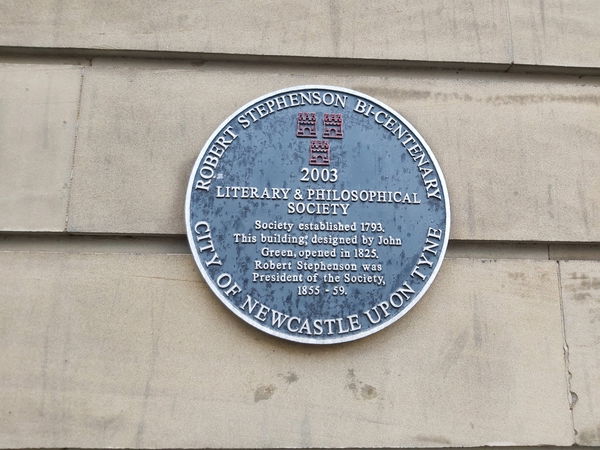 ROBERT STEPHENSON BI-CENTENARY
2003
LITERARY & PHILOSOPHICAL
SOCIETY
Society established 1793.
This building, designed by John
Green, opened in 1825.
Robert Stephenson was
President of the Society,
1855 - 59.
CITY OF NEWCASTLE UPON TYNE